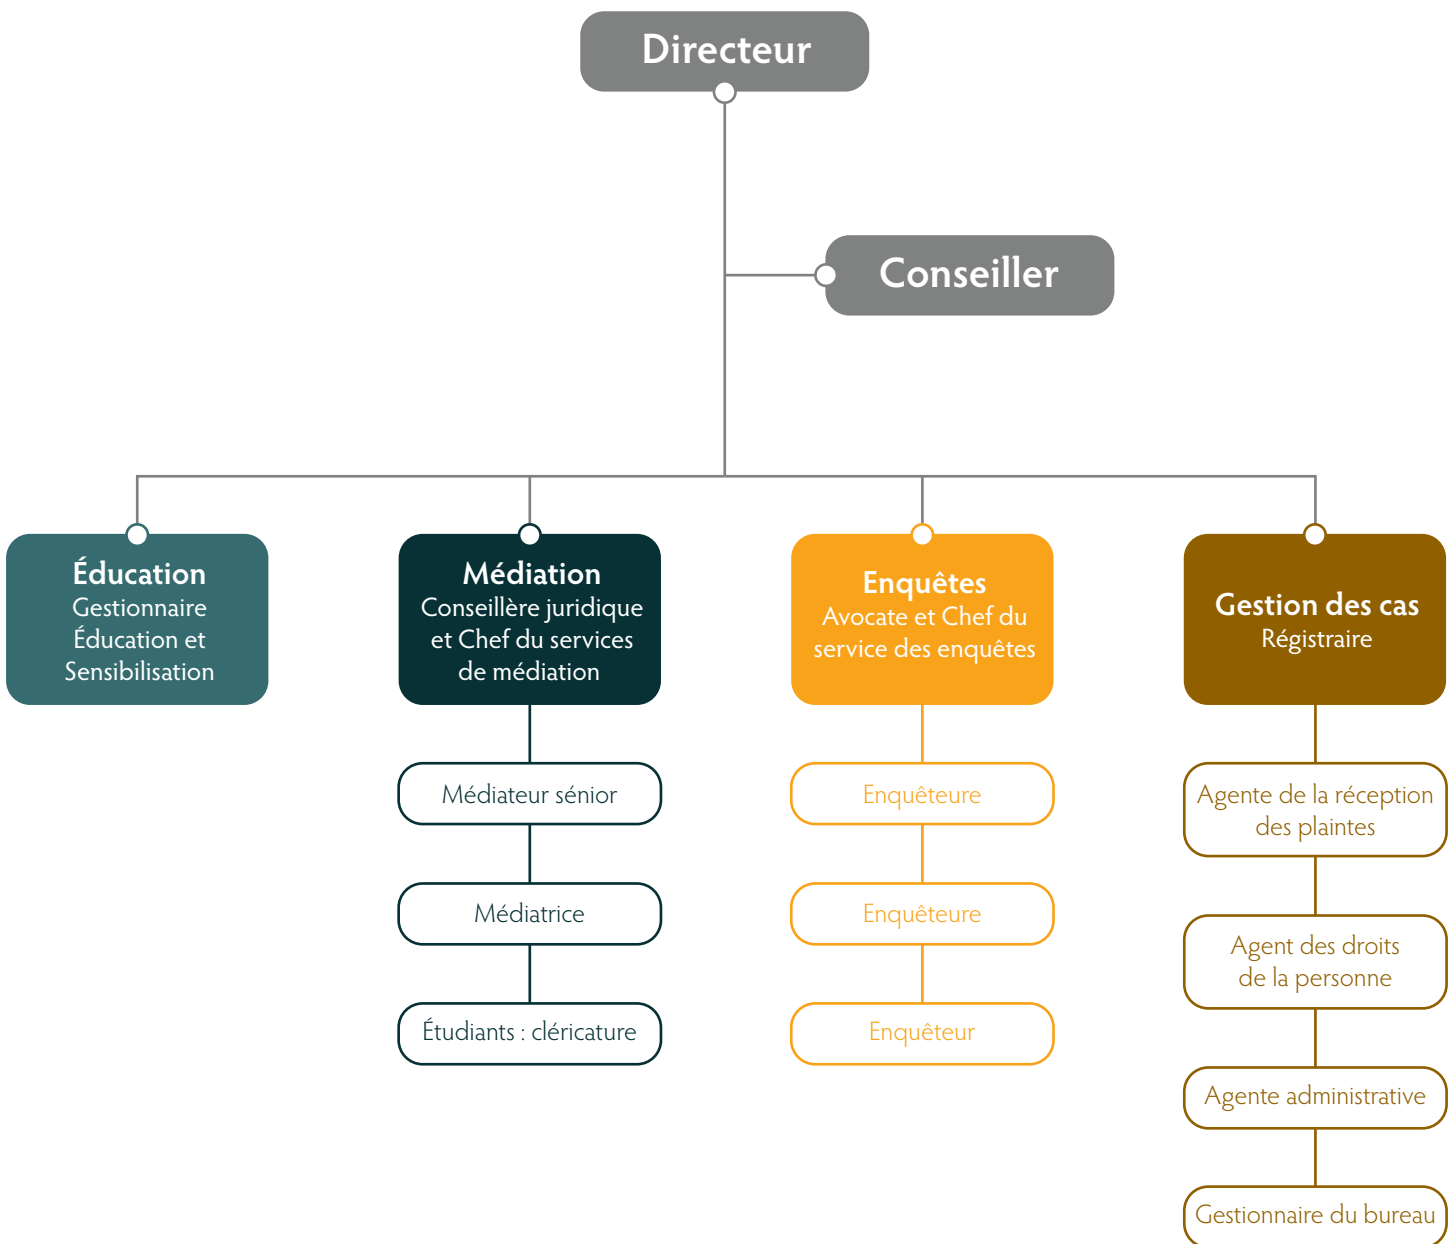 Directeur
Conseiller
Éducation
Gestionnaire
Éducation et
Sensibilisation
Médiation
Conseillère juridique
et Chef du services
de médiation
Enquêtes
Avocate et Chef du
service des enquêtes
Gestion des cas
Régistraire
Médiateur sénior
Médiatrice
Étudiants : cléricature
Enquêteure
Enquêteure
Enquêteur
Agente de la réception
des plaintes
Agent des droits
de la personne
Agente administrative
Gestionnaire du bureau